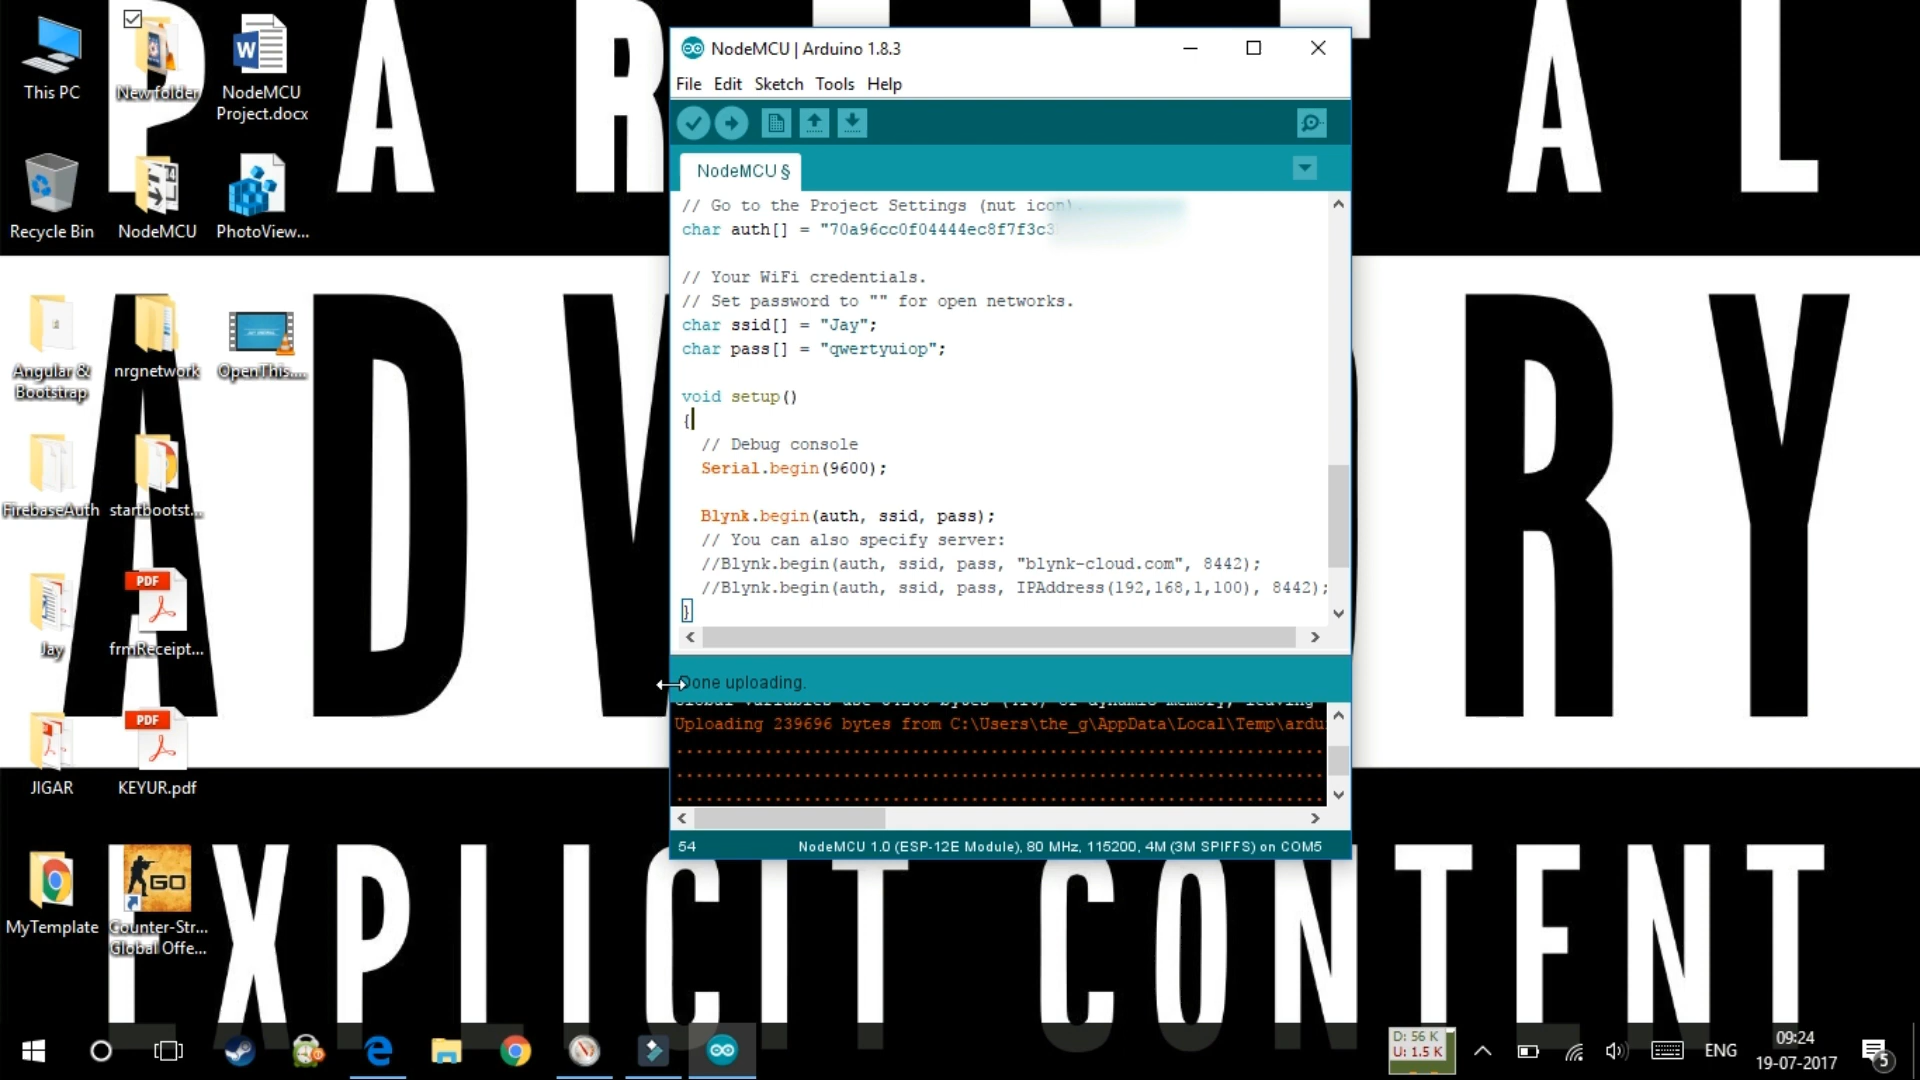 This PC
New folder
NodeMCU
Project.docx
Recycle Bin
NodeMCU
PhotoView...
Angular &
Bootstrap
nrgnetwork
OpenThis....
FirebaseAuth
startbootst...
Jay
frmReceipt...
JIGAR
KEYUR.pdf
MyTemplate
Counter-Str...
Global Offe...
PARENTAL
ADVISORY
EXPLICIT CONTENT
NodeMCU | Arduino 1.8.3
File Edit Sketch Tools Help
NodeMCU §
// Go to the Project Settings (nut icon).
char auth[] = "70a96cc0f04444ec8f7f3c3
// Your WiFi credentials.
// Set password to "" for open networks.
char ssid[] = "Jay";
char pass[] = "qwertyuiop";
void setup()
{
// Debug console
Serial.begin(9600);
Blynk.begin(auth, ssid, pass);
// You can also specify server:
//Blynk.begin(auth, ssid, pass, "blynk-cloud.com", 8442);
//Blynk.begin(auth, ssid, pass, IPAddress(192,168,1,100), 8442);
}
Done uploading.
Uploading 239696 bytes from C:\Users\the_g\AppData\Local\Temp\ardu
54
NodeMCU 1.0 (ESP-12E Module), 80 MHz, 115200, 4M (3M SPIFFS) on COM5
D: 56 K
U: 1.5 K
ENG
09:24
19-07-2017
5